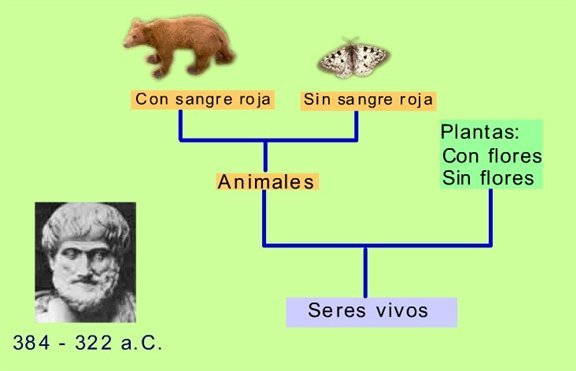 Con sangre roja
Sin sangre roja
Plantas:
Con flores
Sin flores
Animales
Seres vivos
384 - 322 a.C.